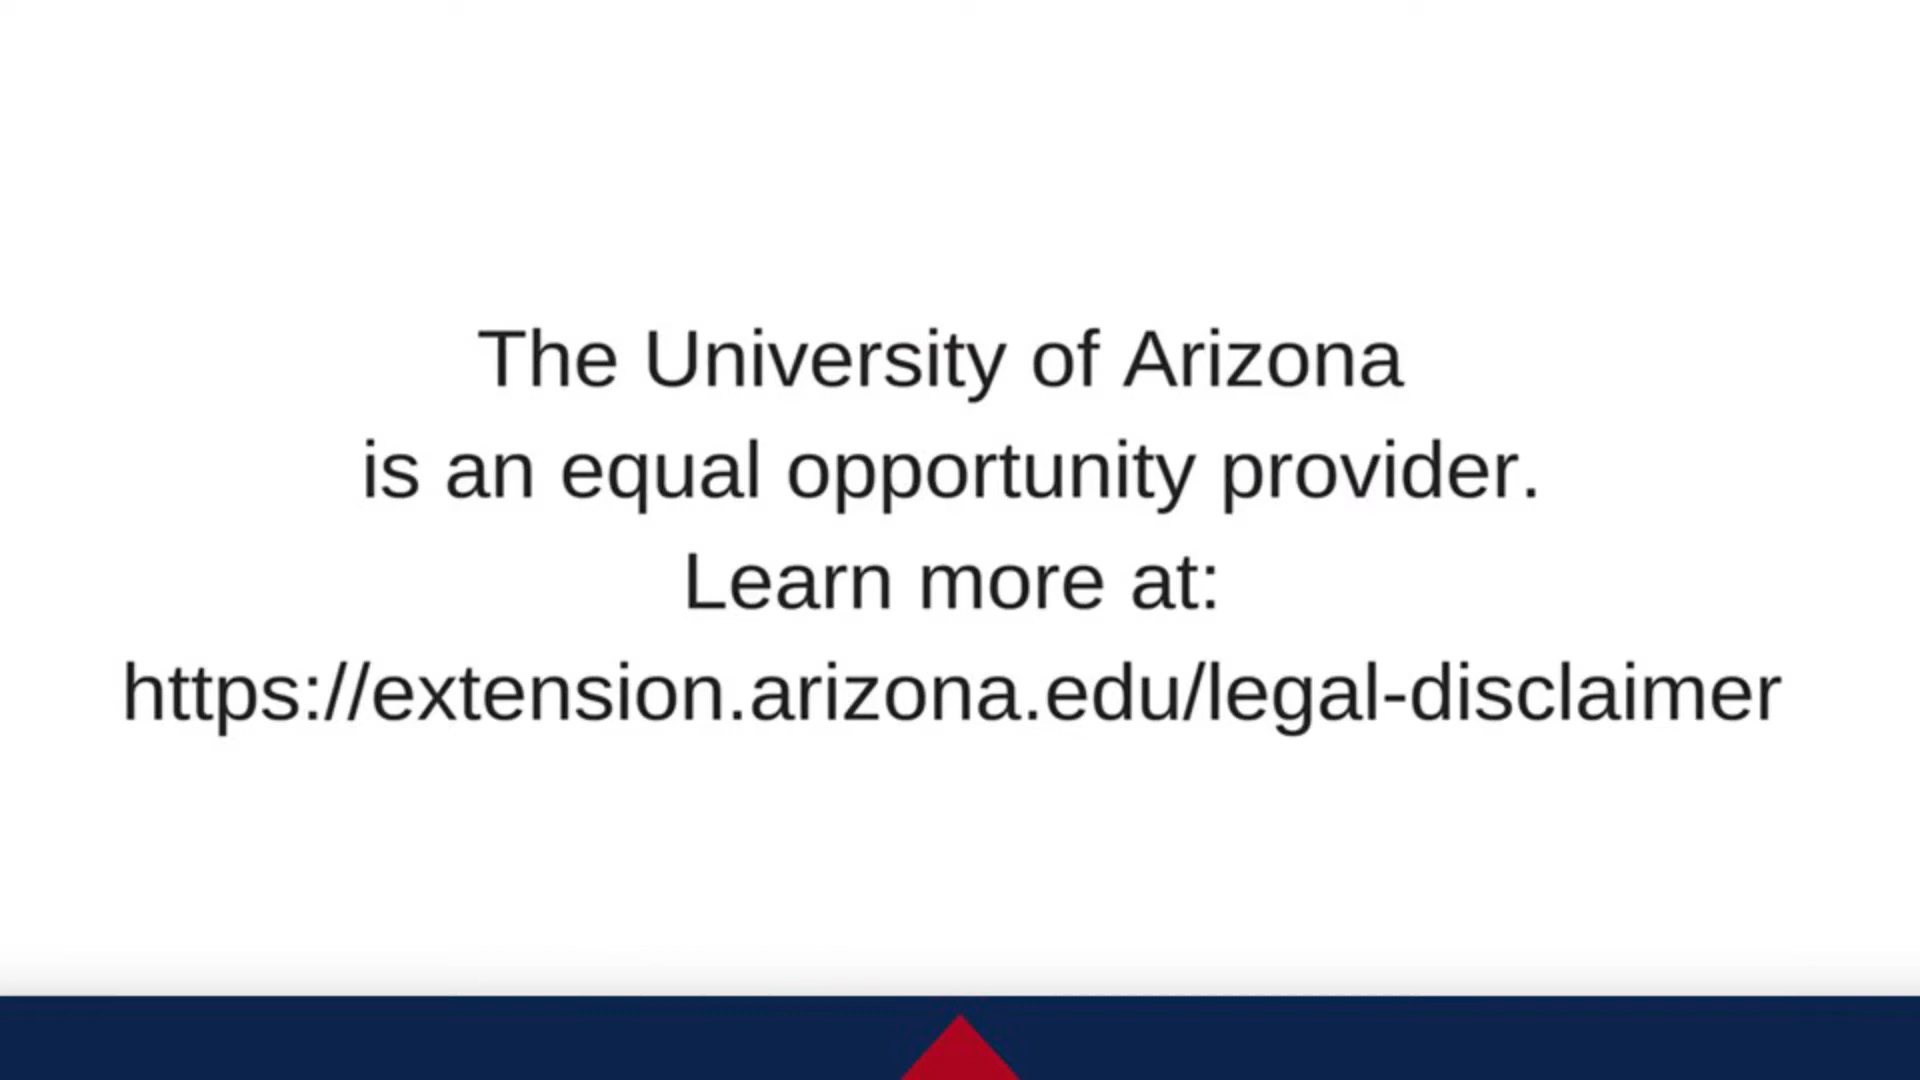 The University of Arizona
is an equal opportunity provider.
Learn more at:
https://extension.arizona.edu/legal-disclaimer